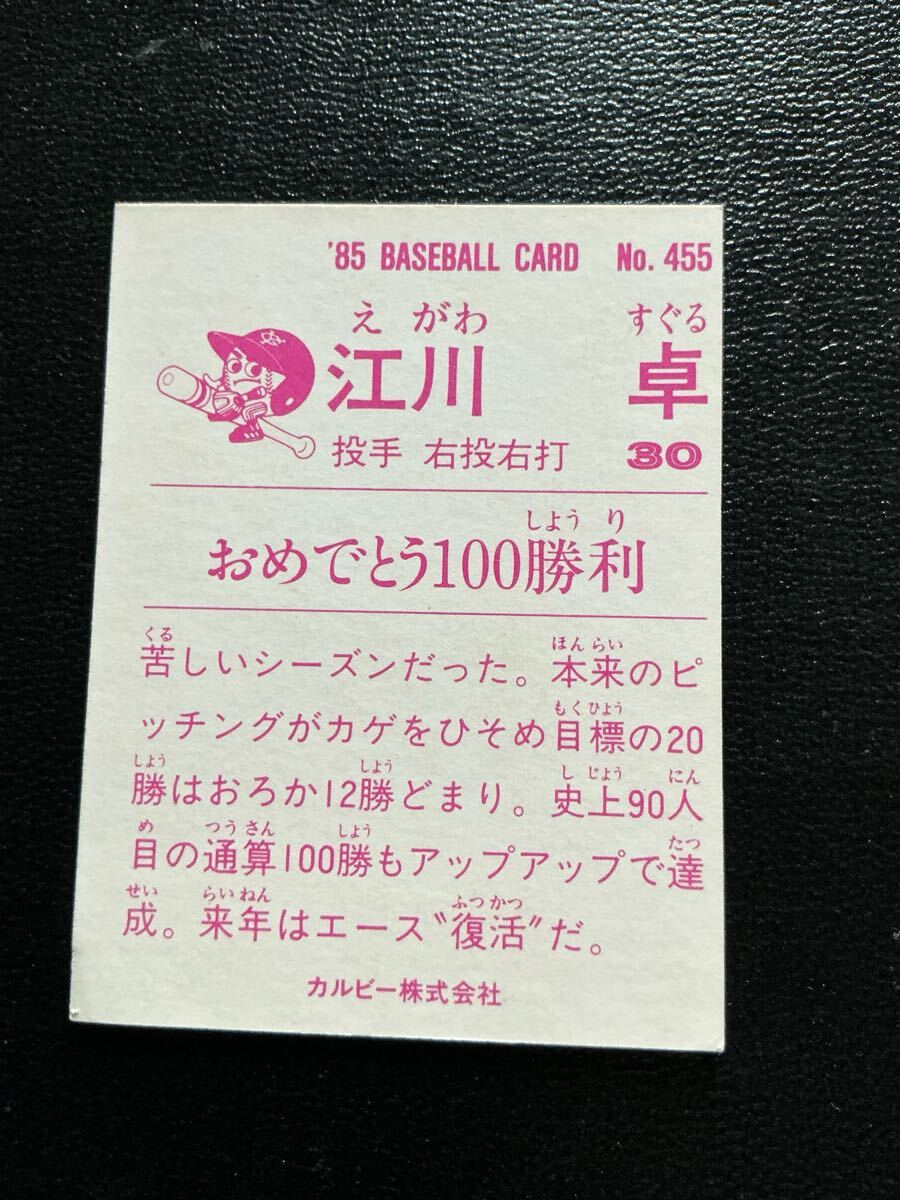 '85 BASEBALL CARD No. 455
えがわ すぐる
江川 卓
投手 右投右打 30
しようり
おめでとう100勝利
くる ほんらい
苦しいシーズンだった。本来のピ
もくひょう
ッチングがカゲをひそめ目標の20
しょう しょう しじょう にん
勝はおろか12勝どまり。史上90人
め つうさん しょう たつ
目の通算100勝もアップアップで達
せい らいねん ふつかつ
成。来年はエース〝復活〟だ。
カルビー株式会社